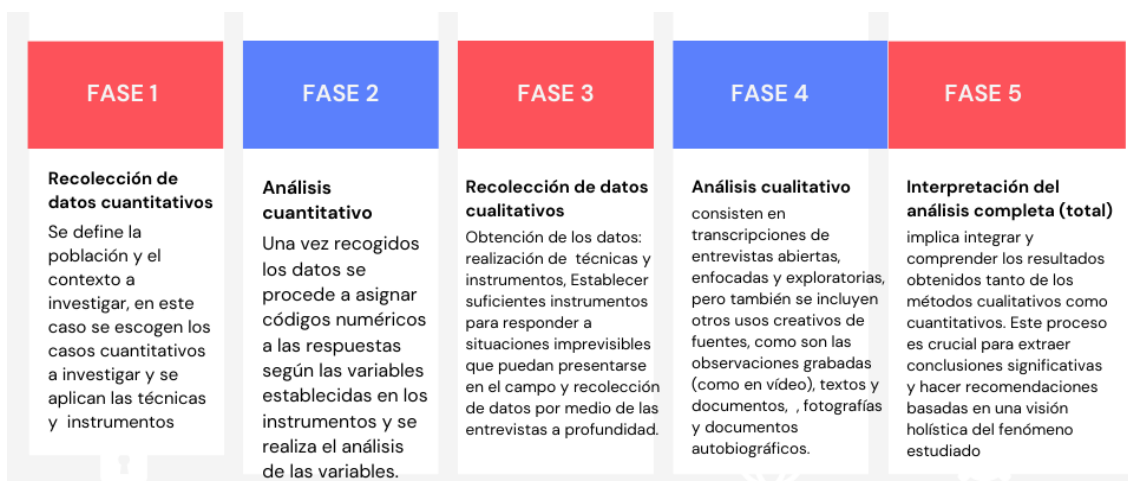 FASE 1
Recolección de
datos cuantitativos
Se define la
población y el
contexto a
investigar, en este
caso se escogen los
casos cuantitativos
a investigar y se
aplican las técnicas
y instrumentos
FASE 2
Análisis
cuantitativo
Una vez recogidos
los datos se
procede a asignar
códigos numéricos
a las respuestas
según las variables
establecidas en los
instrumentos y se
realiza el análisis
de las variables.
FASE 3
Recolección de datos
cualitativos
Obtención de los datos:
realización de técnicas y
instrumentos, Establecer
suficientes instrumentos
para responder a
situaciones imprevisibles
que puedan presentarse
en el campo y recolección
de datos por medio de las
entrevistas a profundidad.
FASE 4
Análisis cualitativo
consisten en
transcripciones de
entrevistas abiertas,
enfocadas y exploratorias,
pero también se incluyen
otros usos creativos de
fuentes, como son las
observaciones grabadas
(como en vídeo), textos y
documentos, , fotografías
y documentos
autobiográficos.
FASE 5
Interpretación del
análisis completa (total)
implica integrar y
comprender los resultados
obtenidos tanto de los
métodos cualitativos como
cuantitativos. Este proceso
es crucial para extraer
conclusiones significativas
y hacer recomendaciones
basadas en una visión
holística del fenómeno
estudiado